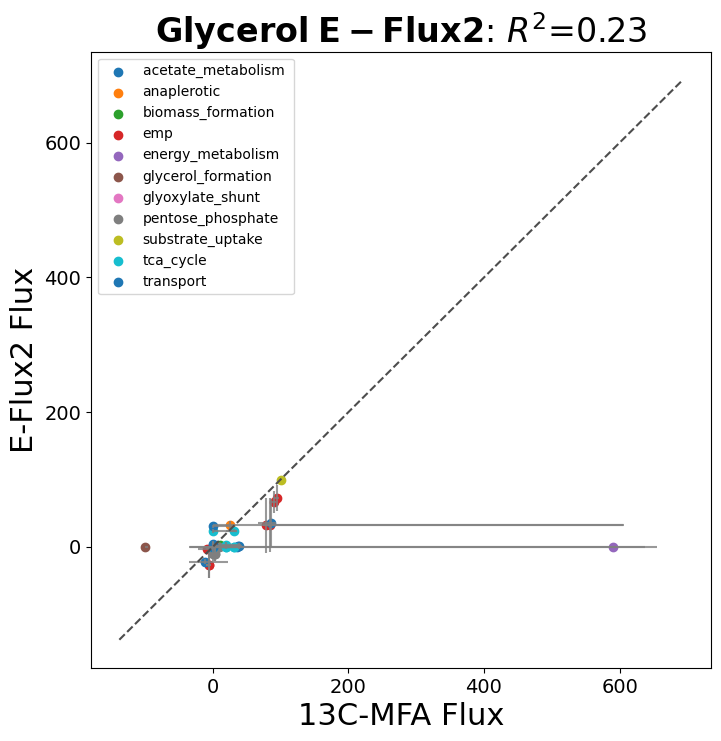 Glycerol E − Flux2: R²=0.23
acetate_metabolism
anaplerotic
biomass_formation
emp
energy_metabolism
glycerol_formation
glyoxylate_shunt
pentose_phosphate
substrate_uptake
tca_cycle
transport
600
400
200
0
E-Flux2 Flux
0 200 400 600
13C-MFA Flux